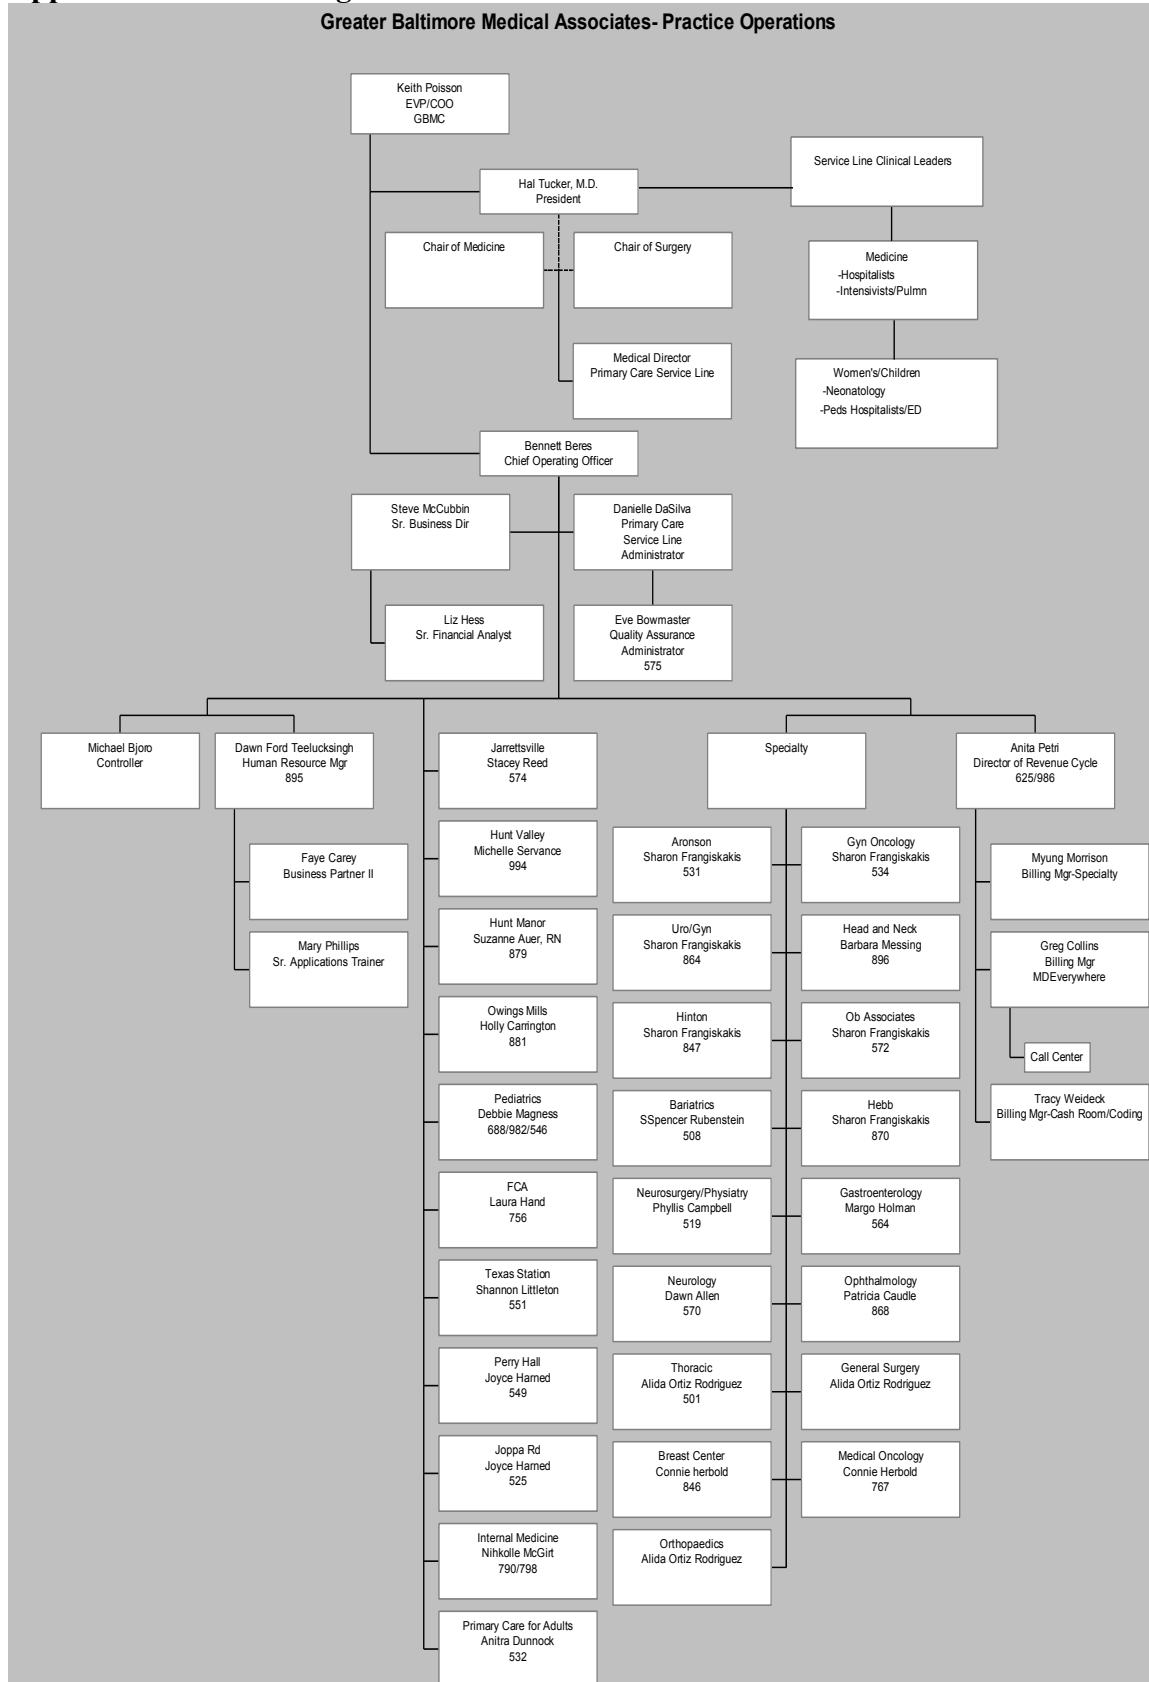 Greater Baltimore Medical Associates- Practice Operations
Keith Poisson
EVP/COO
GBMC
Service Line Clinical Leaders
Hal Tucker, M.D.
President
Chair of Medicine
Chair of Surgery
Medicine
-Hospitalists
-Intensivists/Pulmn
Medical Director
Primary Care Service Line
Women's/Children
-Neonatology
-Peds Hospitalists/ED
Bennett Beres
Chief Operating Officer
Steve McCubbin
Sr. Business Dir
Danielle DaSilva
Primary Care
Service Line
Administrator
Liz Hess
Sr. Financial Analyst
Eve Bowmaster
Quality Assurance
Administrator
575
Michael Bjoro
Controller
Dawn Ford Teelucksingh
Human Resource Mgr
895
Faye Carey
Business Partner II
Mary Phillips
Sr. Applications Trainer
Jarrettsville
Stacey Reed
574
Hunt Valley
Michelle Servance
994
Hunt Manor
Suzanne Auer, RN
879
Owings Mills
Holly Carrington
881
Pediatrics
Debbie Magness
688/982/546
FCA
Laura Hand
756
Texas Station
Shannon Littleton
551
Perry Hall
Joyce Harned
549
Joppa Rd
Joyce Harned
525
Internal Medicine
Nihkolle McGirt
790/798
Primary Care for Adults
Anitra Dunnock
532
Specialty
Aronson
Sharon Frangiskakis
531
Gyn Oncology
Sharon Frangiskakis
534
Uro/Gyn
Sharon Frangiskakis
864
Head and Neck
Barbara Messing
896
Hinton
Sharon Frangiskakis
847
Ob Associates
Sharon Frangiskakis
572
Bariatrics
SSpencer Rubenstein
508
Hebb
Sharon Frangiskakis
870
Neurosurgery/Physiatry
Phyllis Campbell
519
Gastroenterology
Margo Holman
564
Neurology
Dawn Allen
570
Ophthalmology
Patricia Caudle
868
Thoracic
Alida Ortiz Rodriguez
501
General Surgery
Alida Ortiz Rodriguez
Breast Center
Connie herbold
846
Medical Oncology
Connie Herbold
767
Orthopaedics
Alida Ortiz Rodriguez
Anita Petri
Director of Revenue Cycle
625/986
Myung Morrison
Billing Mgr-Specialty
Greg Collins
Billing Mgr
MDEverywhere
Call Center
Tracy Weideck
Billing Mgr-Cash Room/Coding